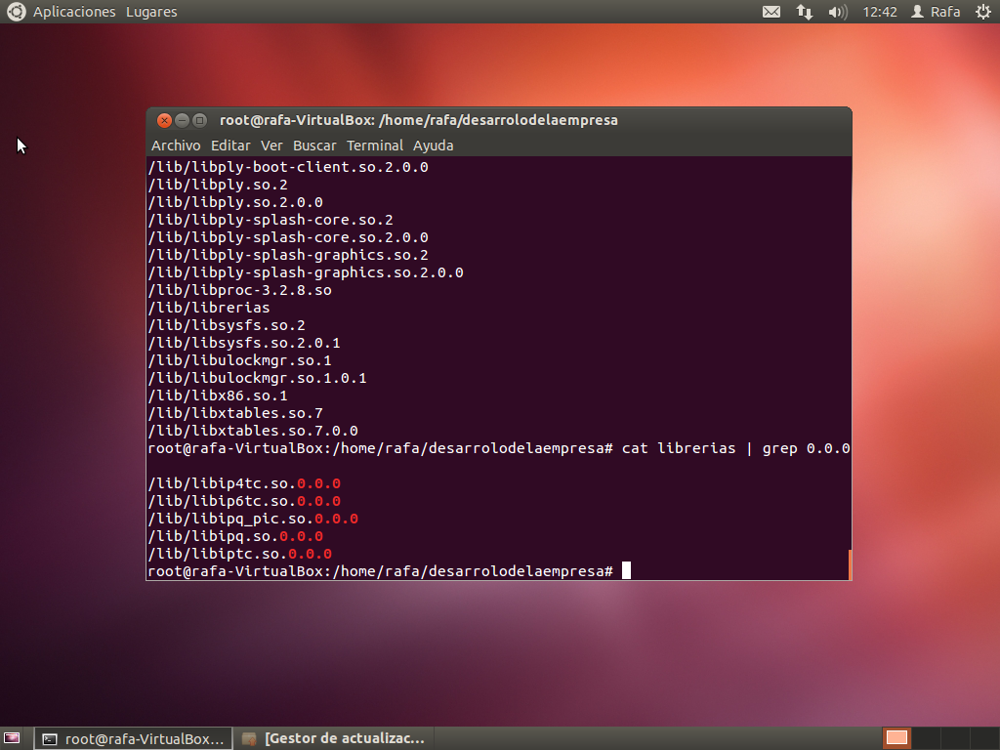 Aplicaciones Lugares 12:42 Rafa
root@rafa-VirtualBox: /home/rafa/desarrolodelaempresa
Archivo Editar Ver Buscar Terminal Ayuda
/lib/libply-boot-client.so.2.0.0
/lib/libply.so.2
/lib/libply.so.2.0.0
/lib/libply-splash-core.so.2
/lib/libply-splash-core.so.2.0.0
/lib/libply-splash-graphics.so.2
/lib/libply-splash-graphics.so.2.0.0
/lib/libproc-3.2.8.so
/lib/librerias
/lib/libsysfs.so.2
/lib/libsysfs.so.2.0.1
/lib/libulockmgr.so.1
/lib/libulockmgr.so.1.0.1
/lib/libx86.so.1
/lib/libxtables.so.7
/lib/libxtables.so.7.0.0
root@rafa-VirtualBox:/home/rafa/desarrolodelaempresa# cat librerias | grep 0.0.0
/lib/libip4tc.so.0.0.0
/lib/libip6tc.so.0.0.0
/lib/libipq_pic.so.0.0.0
/lib/libipq.so.0.0.0
/lib/libiptc.so.0.0.0
root@rafa-VirtualBox:/home/rafa/desarrolodelaempresa#
root@rafa-VirtualBox... [Gestor de actualizac...